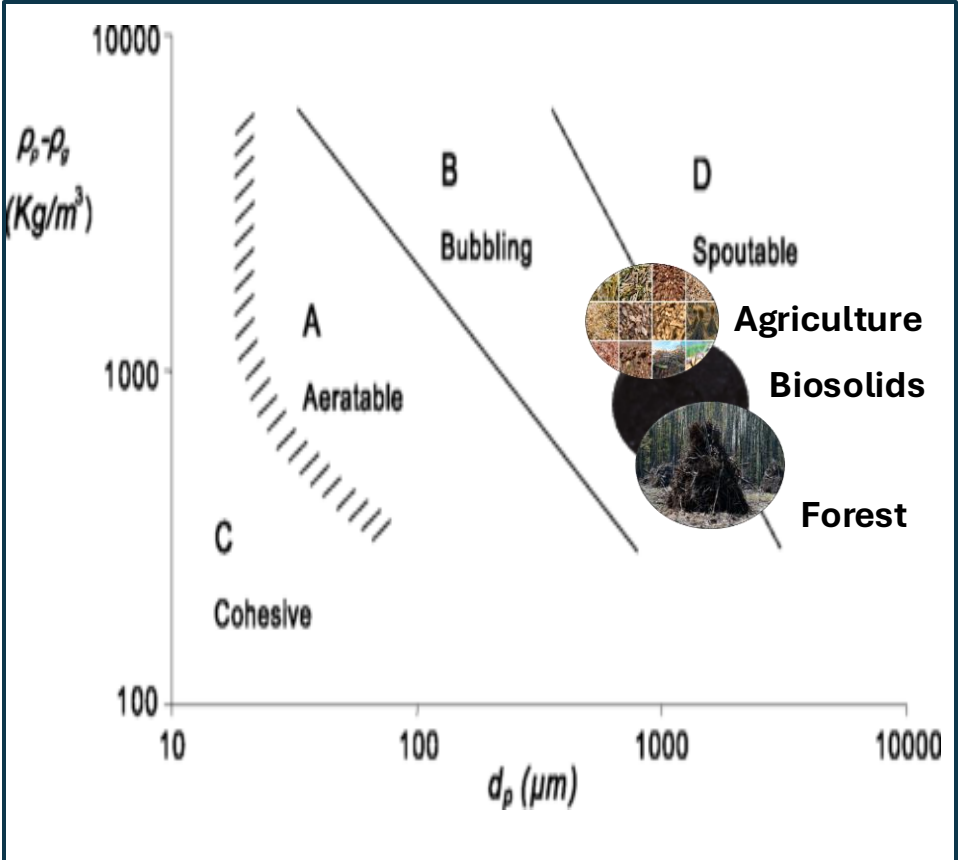 10000
ρp-ρg
(Kg/m³)
B
Bubbling
D
Spoutable
A
Aeratable
Agriculture
1000
Biosolids
Forest
C
Cohesive
100
10
100
1000
10000
dp (μm)